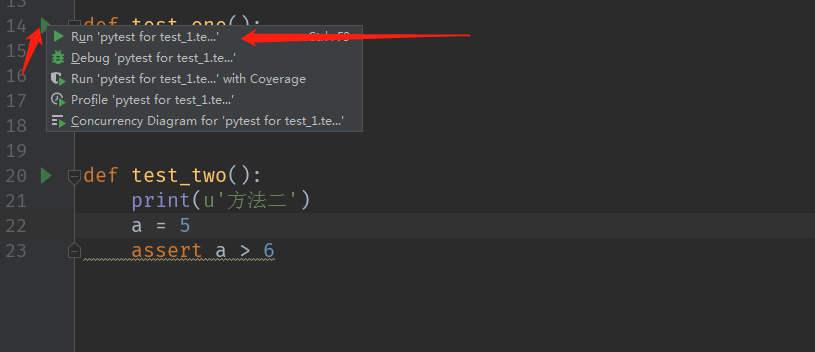 13
14 def test_one():
Run 'pytest for test_1.te...'
15
Debug 'pytest for test_1.te...'
16 Run 'pytest for test_1.te...' with Coverage
17 Profile 'pytest for test_1.te...'
18 Concurrency Diagram for 'pytest for test_1.te...'
19
20 def test_two():
21 print(u'方法二')
22 a = 5
23 assert a > 6